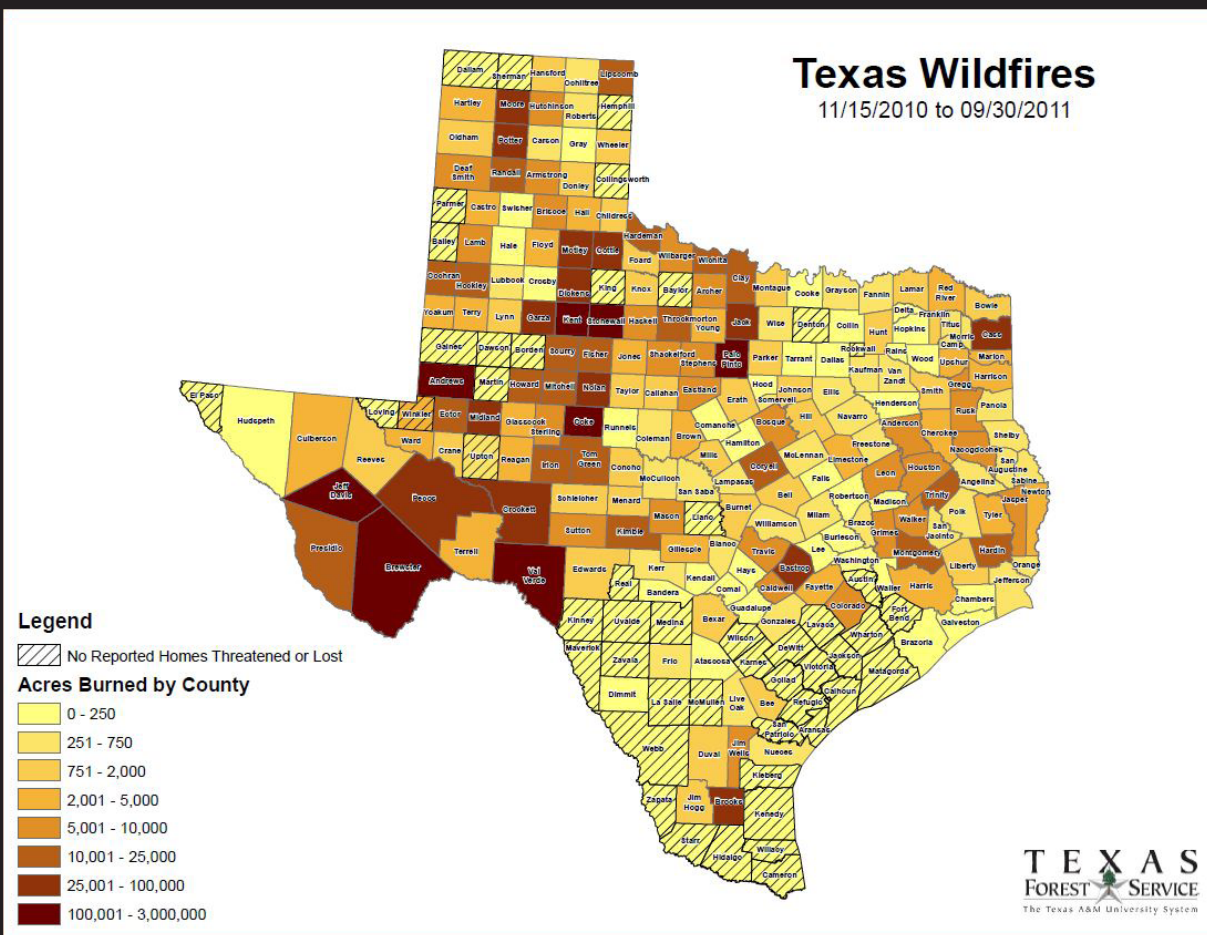 Texas Wildfires
11/15/2010 to 09/30/2011
Dallam Sherman Hansford Ochiltree Lipscomb
Hartley Moore Hutchinson Roberts Hemphill
Oldham Potter Carson Gray Wheeler
Deaf Smith Randall Armstrong Donley Collingsworth
Parmer Castro Swisher Briscoe Hall Childress
Bailey Lamb Hale Floyd Motley Cottle Hardeman Foard Wilbarger Wichita
Cochran Hockley Lubbock Crosby Dickens King Knox Baylor Archer Clay Montague Cooke Grayson Fannin Lamar Red River Bowie
Yoakum Terry Lynn Garza Kent Stonewall Haskell Throckmorton Young Jack Wise Denton Collin Hunt Delta Hopkins Franklin Titus Morris Camp Cass
Gaines Dawson Borden Scurry Fisher Jones Shackelford Stephens Palo Pinto Parker Tarrant Dallas Rockwall Kaufman Rains Van Zandt Wood Upshur Marion
Andrews Martin Howard Mitchell Nolan Taylor Callahan Eastland Erath Hood Somervell Johnson Ellis Henderson Smith Gregg Harrison
El Paso Hudspeth Culberson Reeves Loving Winkler Ector Midland Glasscock Sterling Coke Runnels Coleman Brown Comanche Hamilton Bosque Hill Navarro Freestone Anderson Cherokee Rusk Panola
Ward Crane Upton Reagan Irion Tom Green Concho McCulloch San Saba Mills Lampasas Coryell McLennan Limestone Falls Leon Houston Nacogdoches Shelby San Augustine Sabine
Jeff Davis Pecos Crockett Schleicher Menard Mason Llano Burnet Bell Williamson Milam Robertson Brazos Madison Grimes Walker Trinity Angelina Polk Tyler Jasper Newton
Presidio Brewster Terrell Val Verde Sutton Kimble Gillespie Blanco Travis Bastrop Lee Burleson Washington Montgomery San Jacinto Liberty Hardin Orange
Edwards Kerr Real Bandera Kendall Comal Hays Caldwell Fayette Austin Waller Harris Chambers Jefferson
Kinney Uvalde Medina Bexar Guadalupe Gonzales Lavaca Colorado Wharton Fort Bend Brazoria Galveston
Maverick Zavala Frio Atascosa Wilson Karnes DeWitt Victoria Jackson Matagorda
Dimmit La Salle McMullen Live Oak Bee Goliad Refugio Calhoun
Webb Duval Jim Wells San Patricio Aransas Nueces Kleberg
Zapata Jim Hogg Brooks Kenedy
Starr Hidalgo Willaby Cameron
Legend
No Reported Homes Threatened or Lost
Acres Burned by County
0 - 250
251 - 750
751 - 2,000
2,001 - 5,000
5,001 - 10,000
10,001 - 25,000
25,001 - 100,000
100,001 - 3,000,000
TEXAS
FOREST SERVICE
The Texas A&M University System